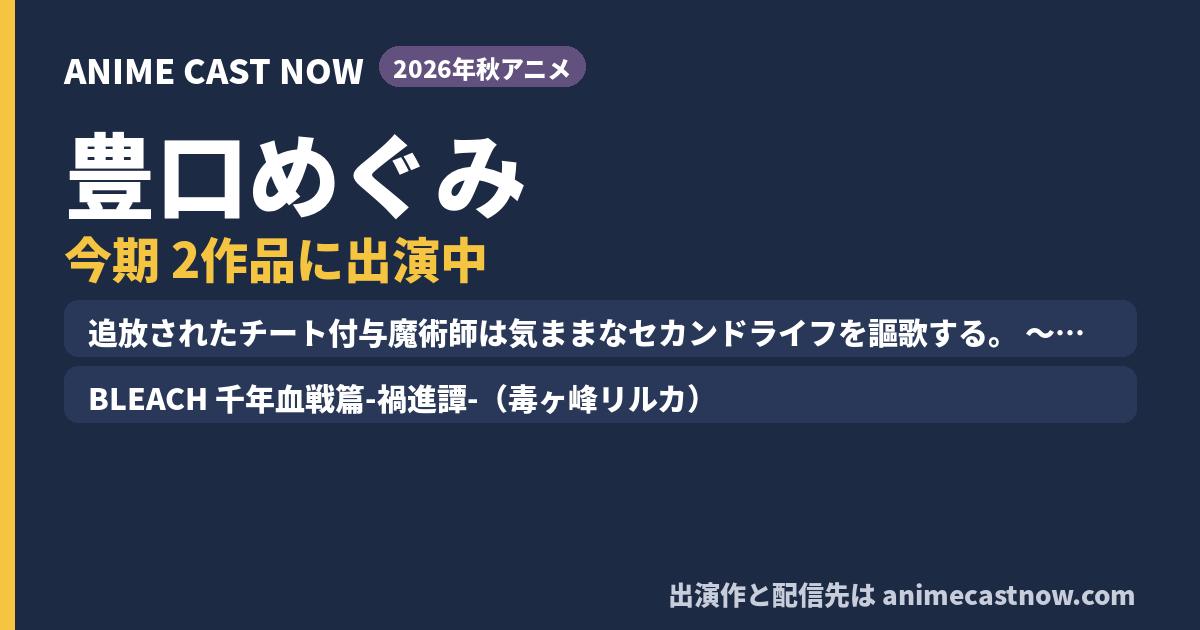 ANIME CAST NOW 2026年秋アニメ
豊口めぐみ
今期 2作品に出演中
追放されたチート付与魔術師は気ままなセカンドライフを謳歌する。 ～…
BLEACH 千年血戦篇-禍進譚-（毒ヶ峰リルカ）
出演作と配信先は animecastnow.com